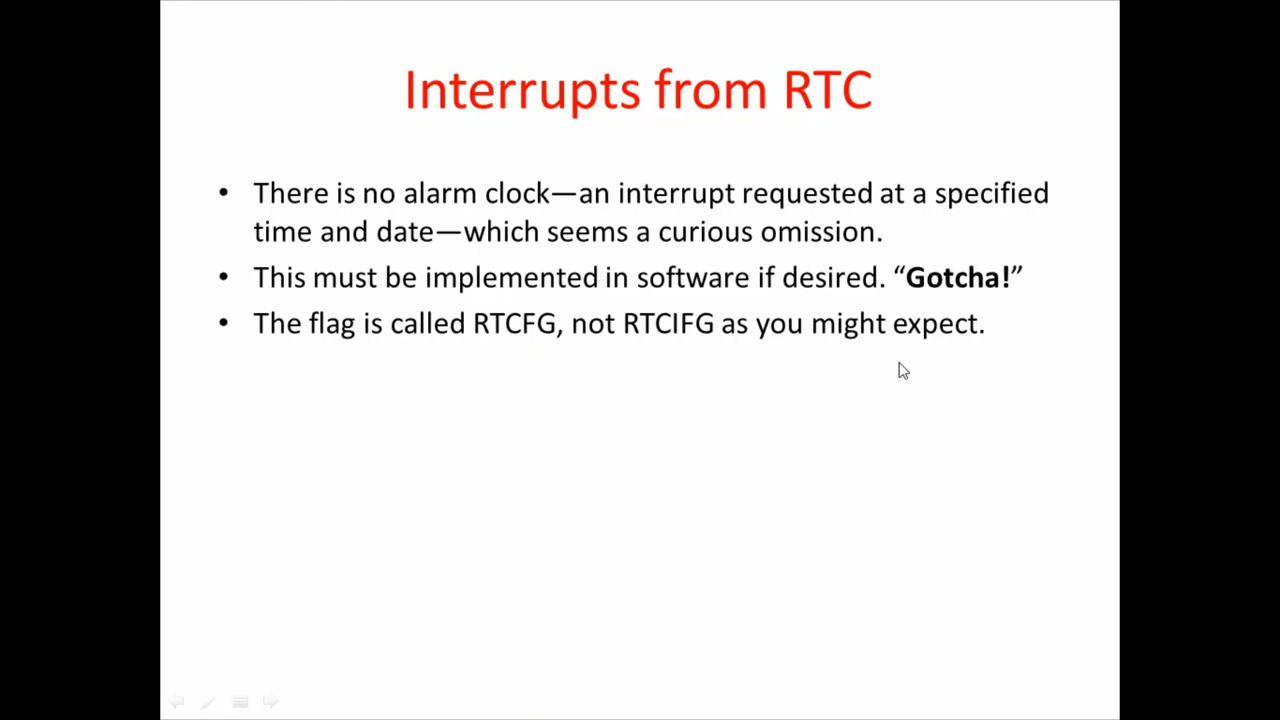 Interrupts from RTC
• There is no alarm clock—an interrupt requested at a specified
time and date—which seems a curious omission.
• This must be implemented in software if desired. “Gotcha!”
• The flag is called RTCFG, not RTCIFG as you might expect.